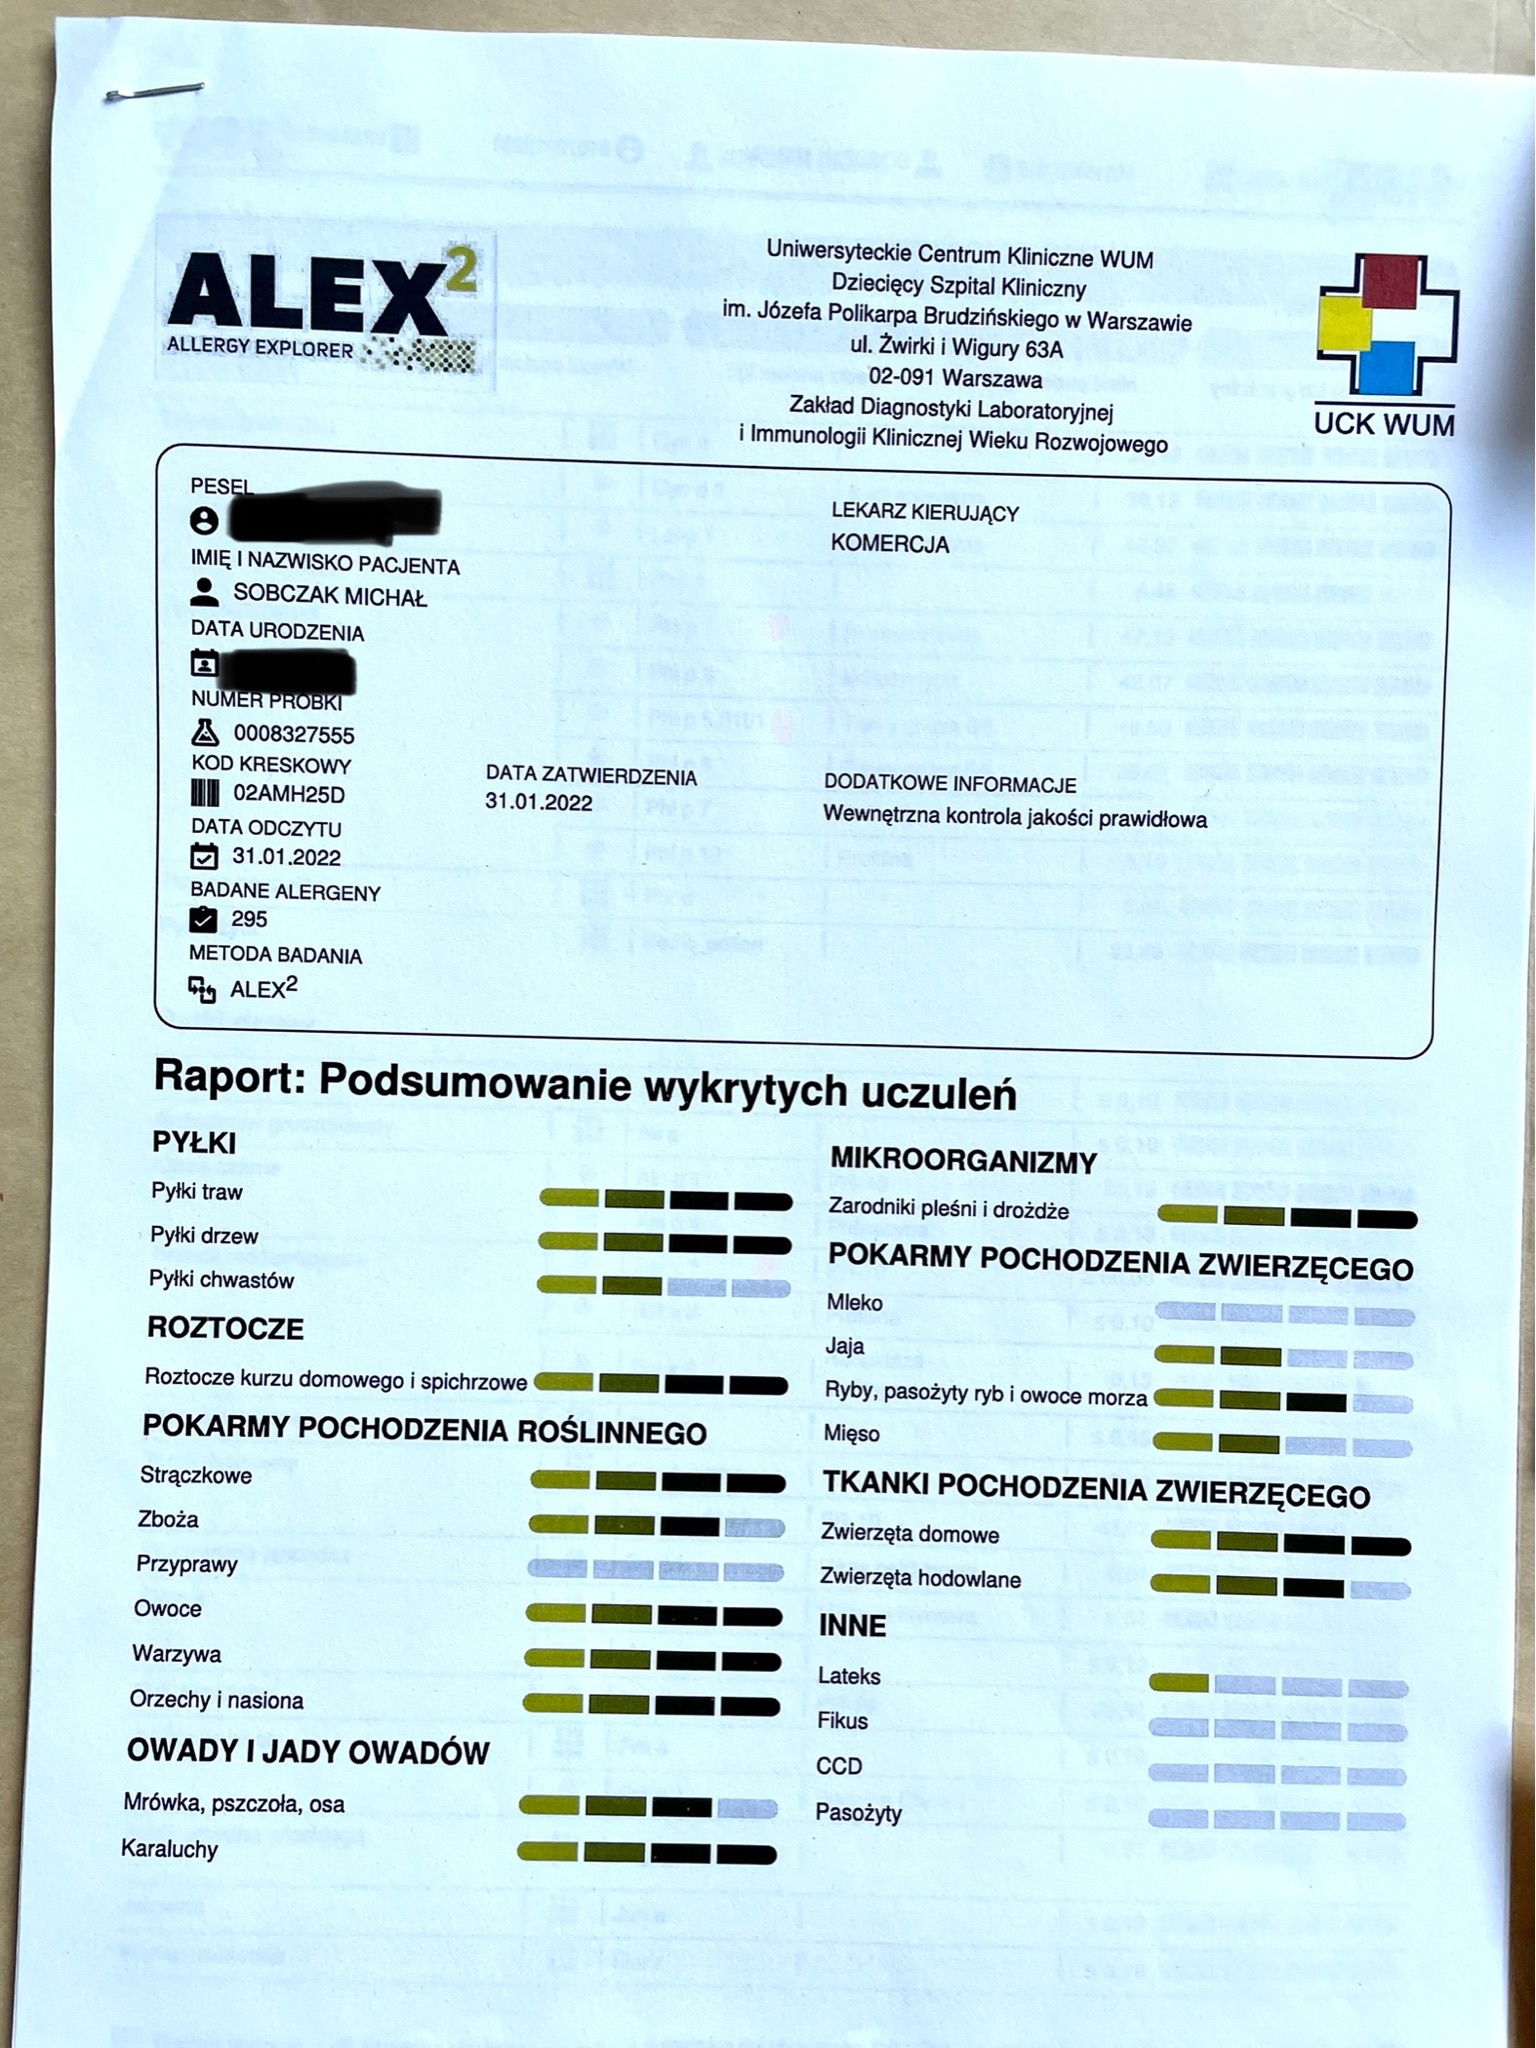 ALEX²
ALLERGY EXPLORER
Uniwersyteckie Centrum Kliniczne WUM
Dziecięcy Szpital Kliniczny
im. Józefa Polikarpa Brudzińskiego w Warszawie
ul. Żwirki i Wigury 63A
02-091 Warszawa
Zakład Diagnostyki Laboratoryjnej
i Immunologii Klinicznej Wieku Rozwojowego
UCK WUM
PESEL
IMIĘ I NAZWISKO PACJENTA
SOBCZAK MICHAŁ
DATA URODZENIA
NUMER PRÓBKI
0008327555
KOD KRESKOWY
02AMH25D
DATA ODCZYTU
31.01.2022
BADANE ALERGENY
295
METODA BADANIA
ALEX²
DATA ZATWIERDZENIA
31.01.2022
LEKARZ KIERUJĄCY
KOMERCJA
DODATKOWE INFORMACJE
Wewnętrzna kontrola jakości prawidłowa
Raport: Podsumowanie wykrytych uczuleń
PYŁKI
Pyłki traw
Pyłki drzew
Pyłki chwastów
ROZTOCZE
Roztocze kurzu domowego i spichrzowe
POKARMY POCHODZENIA ROŚLINNEGO
Strączkowe
Zboża
Przyprawy
Owoce
Warzywa
Orzechy i nasiona
OWADY I JADY OWADÓW
Mrówka, pszczoła, osa
Karaluchy
MIKROORGANIZMY
Zarodniki pleśni i drożdże
POKARMY POCHODZENIA ZWIERZĘCEGO
Mleko
Jaja
Ryby, pasożyty ryb i owoce morza
Mięso
TKANKI POCHODZENIA ZWIERZĘCEGO
Zwierzęta domowe
Zwierzęta hodowlane
INNE
Lateks
Fikus
CCD
Pasożyty